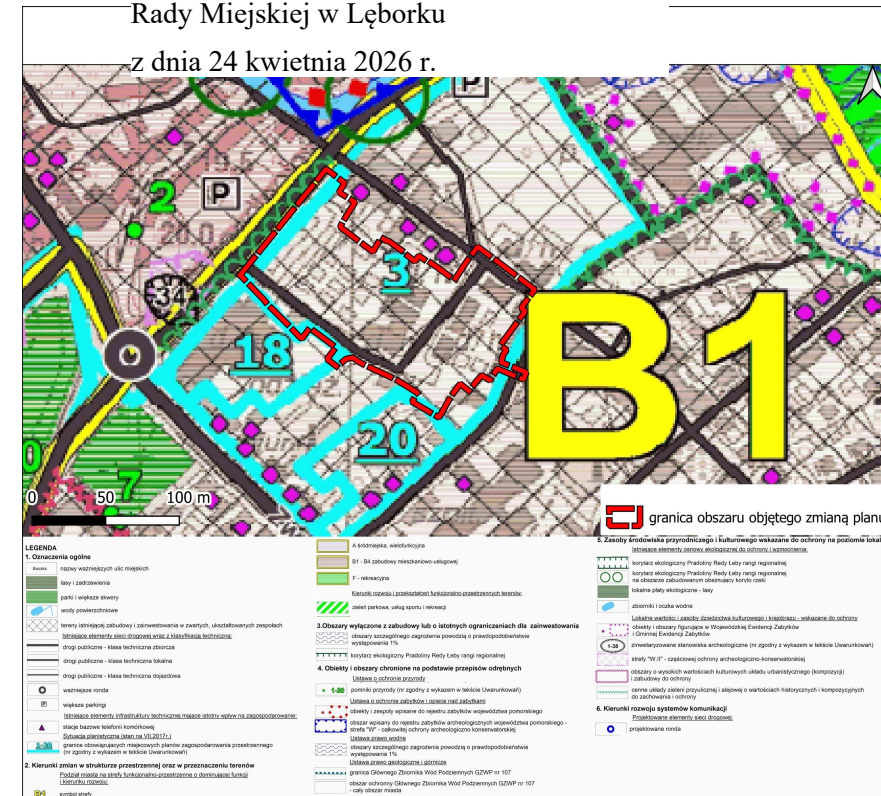 Rady Miejskiej w Lęborku
z dnia 24 kwietnia 2026 r.
P
P
2
3
34
18
20
7
0
B1
0 50 100 m
granica obszaru objętego zmianą planu
LEGENDA
1. Oznaczenia ogólne
nazwy ważniejszych ulic miejskich
lasy i zadrzewienia
parki i większe skwery
wody powierzchniowe
tereny istniejącej zabudowy i zainwestowania w zwartych, ukształtowanych zespołach
Istniejące elementy sieci drogowej wraz z klasyfikacją techniczną:
drogi publiczne - klasa techniczna zbiorcza
drogi publiczne - klasa techniczna lokalna
drogi publiczne - klasa techniczna dojazdowa
ważniejsze ronda
P większe parkingi
Istniejące elementy infrastruktury technicznej mające istotny wpływ na zagospodarowanie:
stacje bazowe telefonii komórkowej
Sytuacja planistyczna (stan na VII.2017r.)
granice obowiązujących miejscowych planów zagospodarowania przestrzennego
(nr zgodny z wykazem w tekście Uwarunkowań)
2. Kierunki zmian w strukturze przestrzennej oraz w przeznaczeniu terenów
Podział miasta na strefy funkcjonalno-przestrzenne o dominującej funkcji
i kierunku rozwoju:
symbol strefy
A śródmiejska, wielofunkcyjna
B1 - B4 zabudowy mieszkaniowo-usługowej
F - rekreacyjna
Kierunki rozwoju i przekształceń funkcjonalno-przestrzennych terenów:
zieleń parkowa, usług sportu i rekreacji
3.Obszary wyłączone z zabudowy lub o istotnych ograniczeniach dla zainwestowania
obszary szczególnego zagrożenia powodzią o prawdopodobieństwie
występowania 1%
korytarz ekologiczny Pradoliny Redy Łeby rangi regionalnej
4. Obiekty i obszary chronione na podstawie przepisów odrębnych
Ustawa o ochronie przyrody
1-20 pomniki przyrody (nr zgodny z wykazem w tekście Uwarunkowań)
Ustawa o ochronie zabytków i opiece nad zabytkami
obiekty i zespoły wpisane do rejestru zabytków województwa pomorskiego
obszar wpisany do rejestru zabytków archeologicznych województwa pomorskiego -
strefa "W" - całkowitej ochrony archeologiczno konserwatorskiej
Ustawa prawo wodne
obszary szczególnego zagrożenia powodzią o prawdopodobieństwie
występowania 1%
Ustawa prawo geologiczne i górnicze
granica Głównego Zbiornika Wód Podziemnych GZWP nr 107
obszar ochronny Głównego Zbiornika Wód Podziemnych GZWP nr 107
- cały obszar miasta
5. Zasoby środowiska przyrodniczego i kulturowego wskazane do ochrony na poziomie lokal
Istniejące elementy osnowy ekologicznej do ochrony i wzmocnienia:
korytarz ekologiczny Pradoliny Redy Łeby rangi regionalnej
korytarz ekologiczny Pradoliny Redy Łeby rangi regionalnej
na obszarze zabudowanym obejmujący koryto rzeki
lokalne płaty ekologiczne - lasy
zbiorniki i oczka wodne
Lokalne wartości i zasoby dziedzictwa kulturowego i krajobrazu - wskazane do ochrony
obiekty i obszary figurujące w Wojewódzkiej Ewidencji Zabytków
i Gminnej Ewidencji Zabytków
1-38 zinwetaryzowane stanowiska archeologiczne (nr zgodny z wykazem w tekście Uwarunkowań)
strefy "W.II" - częściowej ochrony archeologiczno-konserwatorskiej
obszary o wysokich wartościach kulturowych układu urbanistycznego (kompozycji)
i zabudowy do ochrony
cenne układy zieleni przyulicznej i alejowej o wartościach historycznych i kompozycyjnych
do zachowania i ochrony
6. Kierunki rozwoju systemów komunikacji
Projektowane elementy sieci drogowej:
projektowane ronda